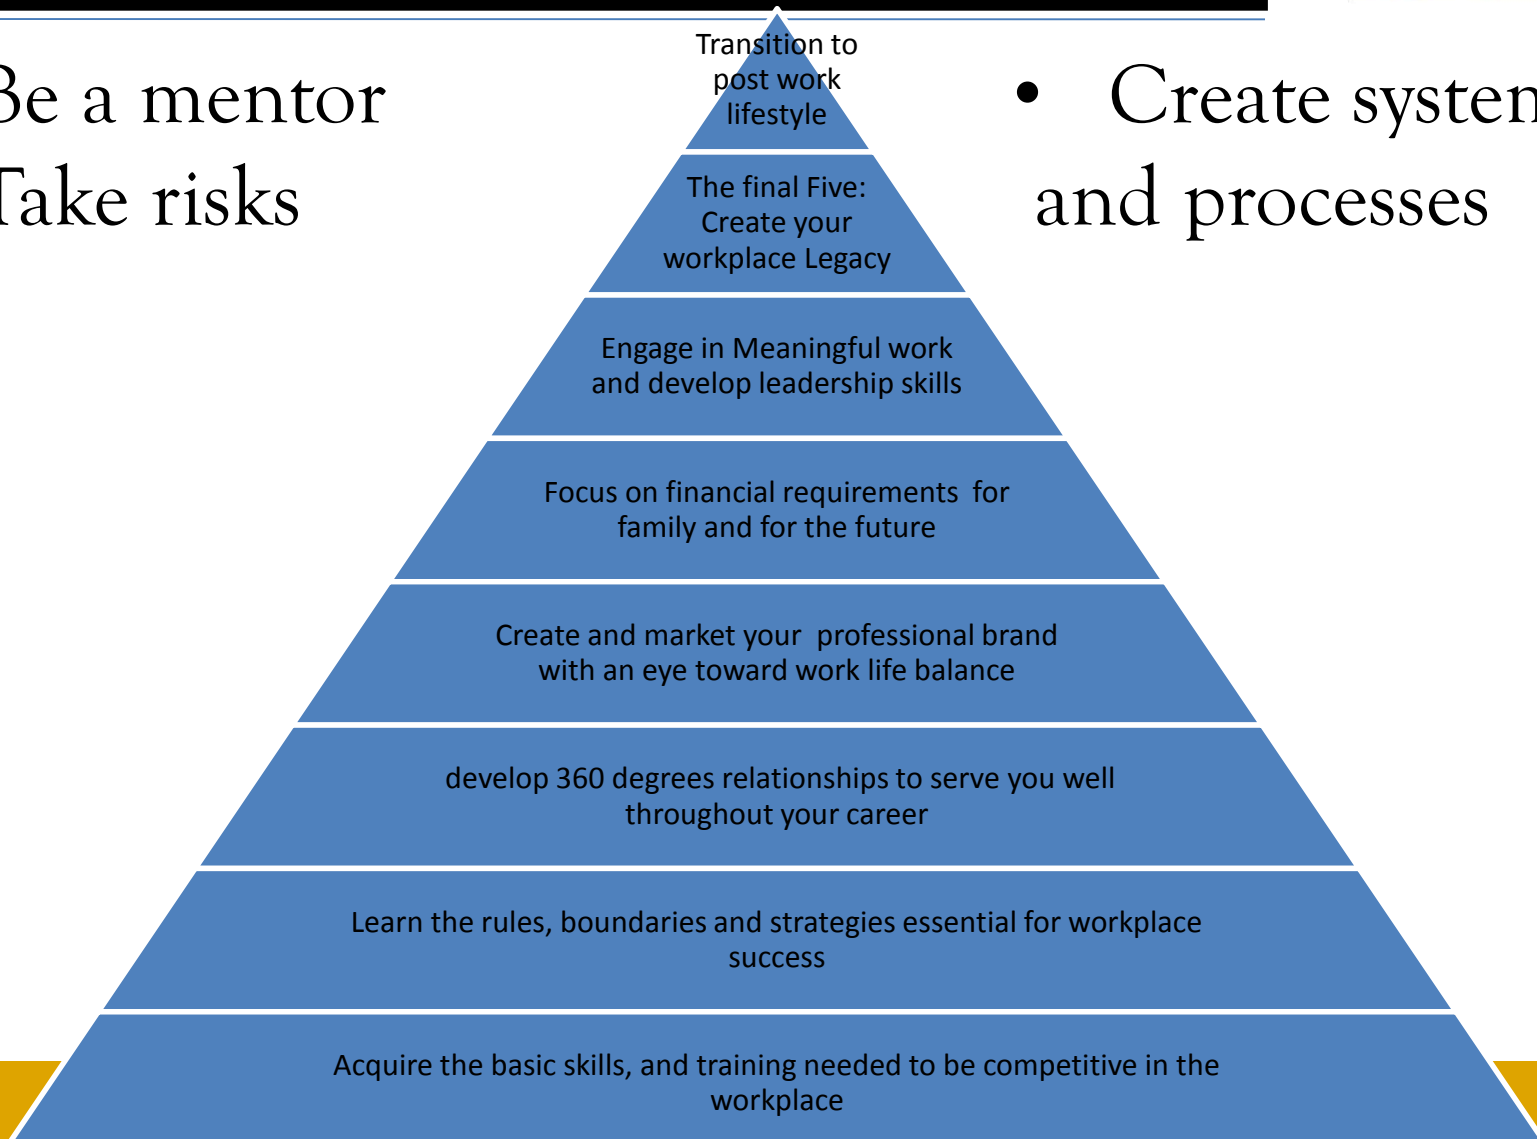 Be a mentor
Take risks
• Create system
and processes
Transition to
post work
lifestyle
The final Five:
Create your
workplace Legacy
Engage in Meaningful work
and develop leadership skills
Focus on financial requirements for
family and for the future
Create and market your professional brand
with an eye toward work life balance
develop 360 degrees relationships to serve you well
throughout your career
Learn the rules, boundaries and strategies essential for workplace
success
Acquire the basic skills, and training needed to be competitive in the
workplace